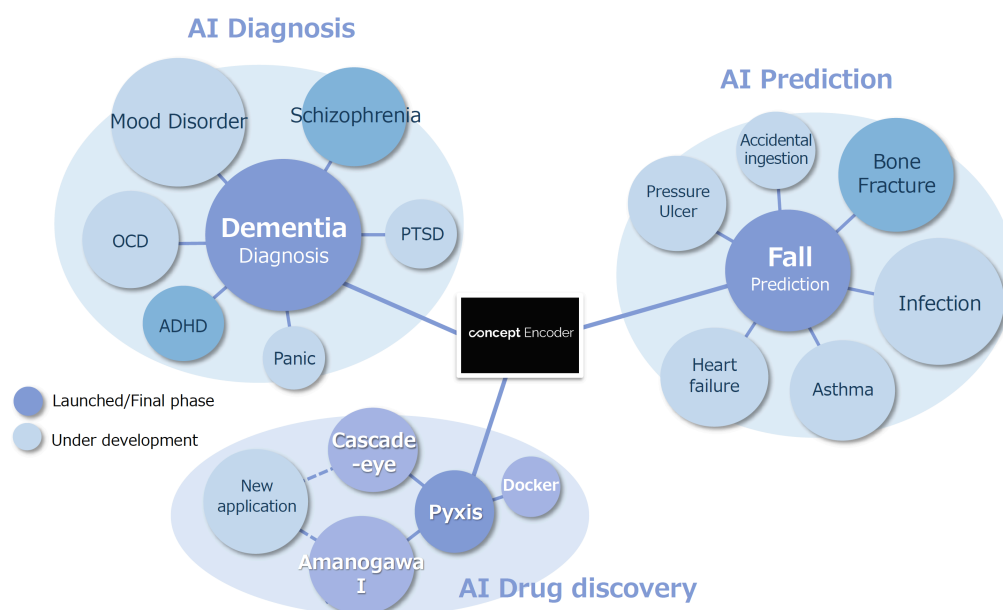 AI Diagnosis
Mood Disorder
Schizophrenia
Dementia
Diagnosis
OCD
PTSD
ADHD
Panic
AI Prediction
Accidental
ingestion
Bone
Fracture
Pressure
Ulcer
Fall
Prediction
Infection
Heart
failure
Asthma
concept Encoder
Launched/Final phase
Under development
Cascade
-eye
New
application
Pyxis
Docker
Amanogawa
I
AI Drug discovery